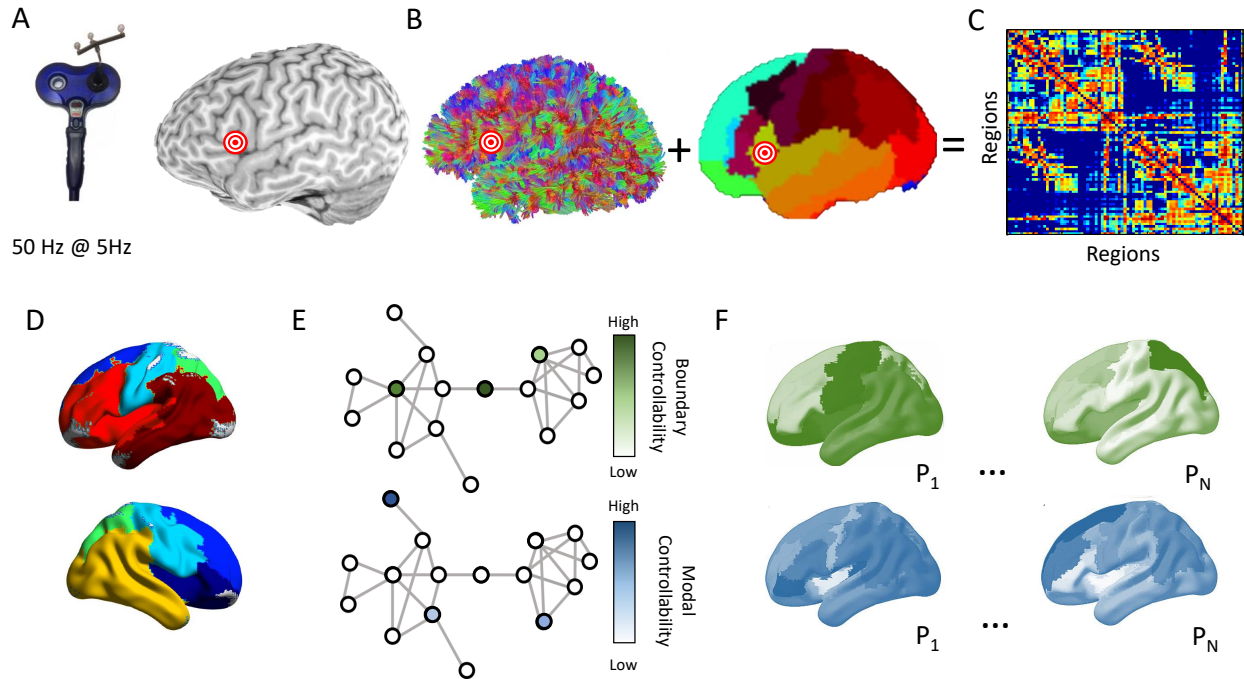 A
B
C
50 Hz @ 5Hz
+
=
Regions
Regions
D
E
High
Boundary
Controllability
Low
High
Modal
Controllability
Low
F
P1
...
PN
P1
...
PN